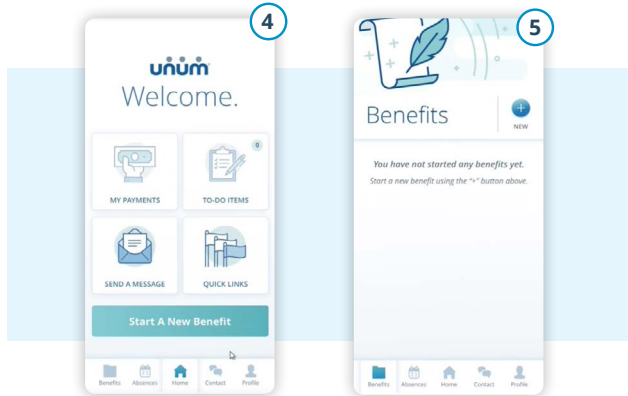 4
unum
Welcome.
0
MY PAYMENTS
TO-DO ITEMS
SEND A MESSAGE
QUICK LINKS
Start A New Benefit
Benefits Absences Home Contact Profile
5
Benefits
NEW
You have not started any benefits yet.
Start a new benefit using the "+" button above.
Benefits Absences Home Contact Profile